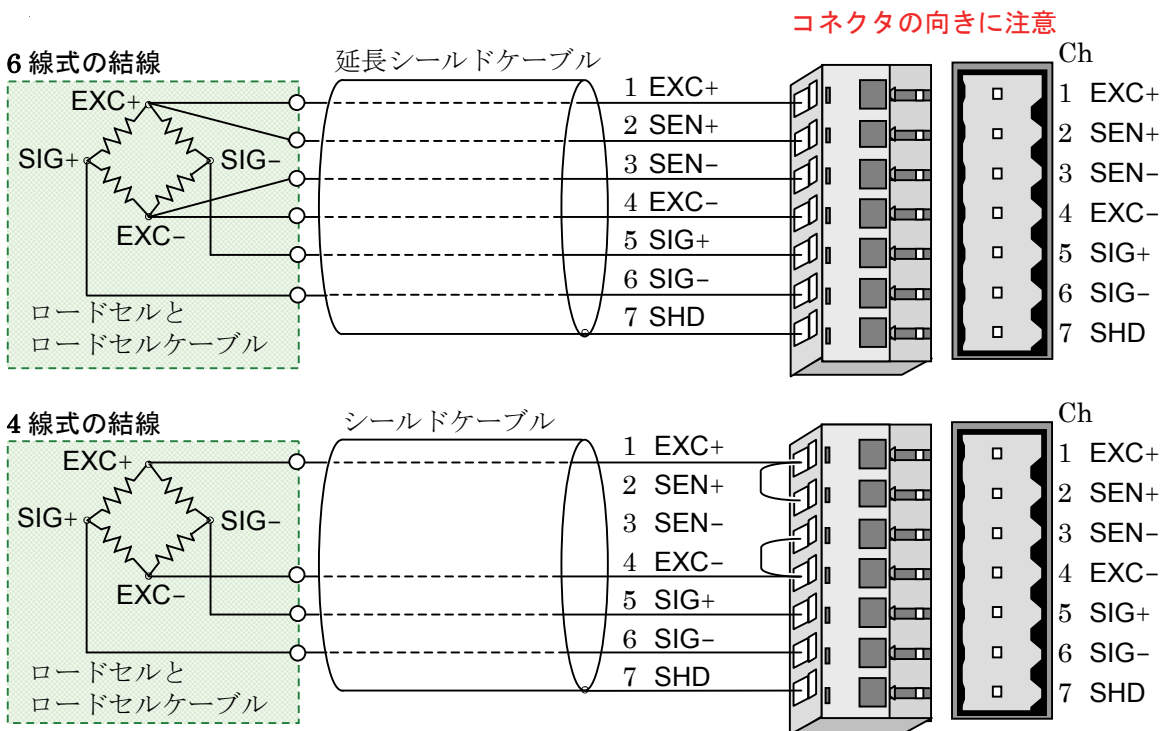 コネクタの向きに注意
6 線式の結線
延長シールドケーブル
Ch
EXC+
SIG+
SIG−
EXC−
ロードセルと
ロードセルケーブル
1 EXC+
2 SEN+
3 SEN−
4 EXC−
5 SIG+
6 SIG−
7 SHD
1 EXC+
2 SEN+
3 SEN−
4 EXC−
5 SIG+
6 SIG−
7 SHD
4 線式の結線
シールドケーブル
Ch
EXC+
SIG+
SIG−
EXC−
ロードセルと
ロードセルケーブル
1 EXC+
2 SEN+
3 SEN−
4 EXC−
5 SIG+
6 SIG−
7 SHD
1 EXC+
2 SEN+
3 SEN−
4 EXC−
5 SIG+
6 SIG−
7 SHD